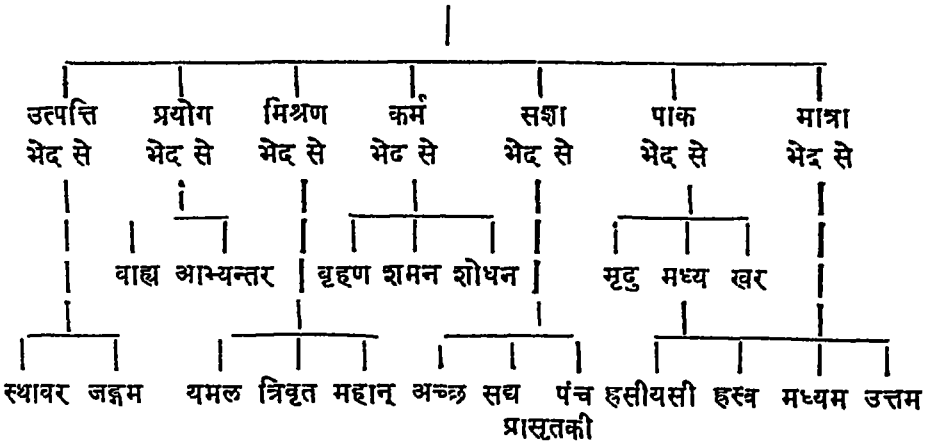 उत्पत्ति प्रयोग मिश्रण कर्म सज्ञा पाक मात्रा
भेद से भेद से भेद से भेद से भेद से भेद से भेद से
वाह्य आभ्यन्तर बृहण शमन शोधन मृदु मध्य खर
स्थावर जङ्गम यमल त्रिवृत महान् अच्छ सद्य पंच ह्रसीयसी ह्रस्व मध्यम उत्तम
प्रासृतकी